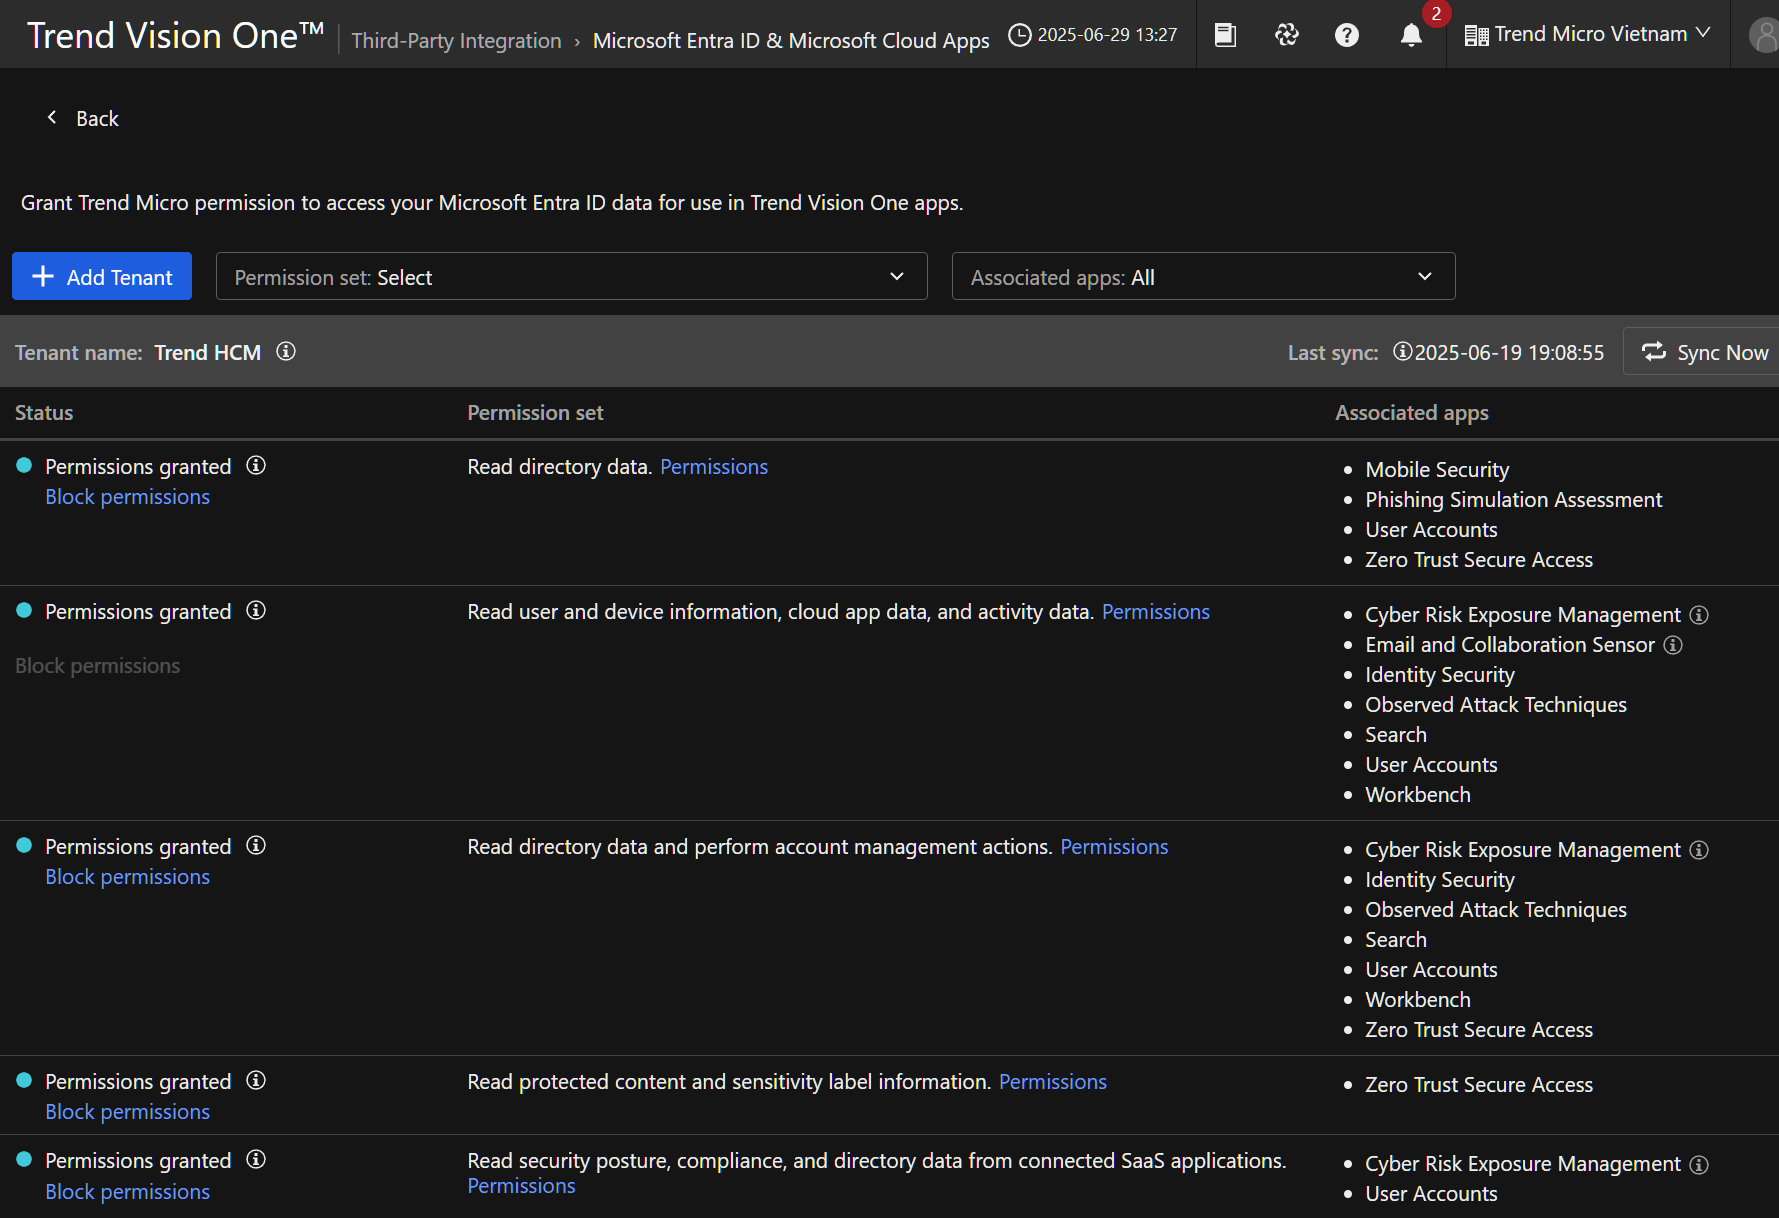 Trend Vision One™ Third-Party Integration › Microsoft Entra ID & Microsoft Cloud Apps 2025-06-29 13:27 2 Trend Micro Vietnam
Back
Grant Trend Micro permission to access your Microsoft Entra ID data for use in Trend Vision One apps.
Add Tenant Permission set: Select Associated apps: All
Tenant name: Trend HCM Last sync: 2025-06-19 19:08:55 Sync Now
Status Permission set Associated apps
Permissions granted Read directory data. Permissions
Block permissions
• Mobile Security
• Phishing Simulation Assessment
• User Accounts
• Zero Trust Secure Access
Permissions granted Read user and device information, cloud app data, and activity data. Permissions
Block permissions
• Cyber Risk Exposure Management
• Email and Collaboration Sensor
• Identity Security
• Observed Attack Techniques
• Search
• User Accounts
• Workbench
Permissions granted Read directory data and perform account management actions. Permissions
Block permissions
• Cyber Risk Exposure Management
• Identity Security
• Observed Attack Techniques
• Search
• User Accounts
• Workbench
• Zero Trust Secure Access
Permissions granted Read protected content and sensitivity label information. Permissions
Block permissions
• Zero Trust Secure Access
Permissions granted Read security posture, compliance, and directory data from connected SaaS applications.
Permissions
Block permissions
• Cyber Risk Exposure Management
• User Accounts